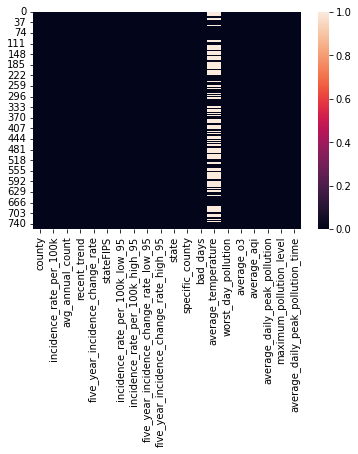 0
37
74
111
148
185
222
259
296
333
370
407
444
481
518
555
592
629
666
703
740
1.0
0.8
0.6
0.4
0.2
0.0
county
incidence_rate_per_100k
avg_annual_count
recent_trend
five_year_incidence_change_rate
stateFIPS
incidence_rate_per_100k_low_95
incidence_rate_per_100k_high_95
five_year_incidence_change_rate_low_95
five_year_incidence_change_rate_high_95
state
specific_county
bad_days
average_temperature
worst_day_pollution
average_o3
average_aqi
average_daily_peak_pollution
maximum_pollution_level
average_daily_peak_pollution_time